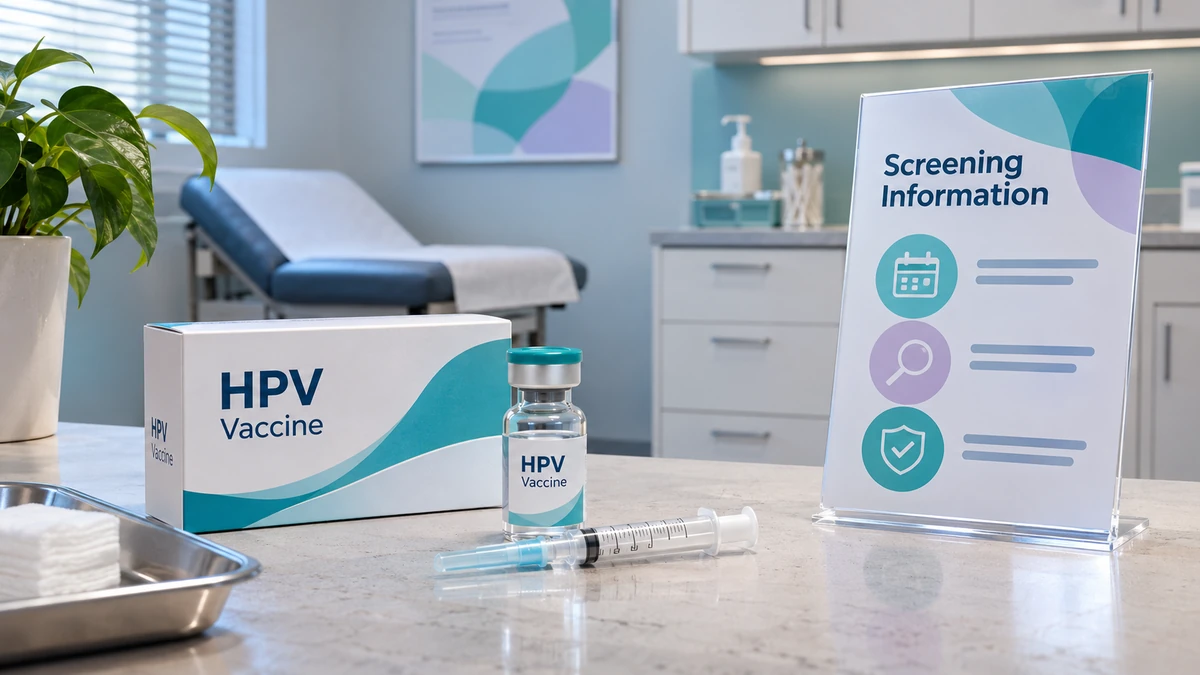 HPV
Vaccine
HPV
Vaccine
HPV
Vaccine
Screening
Information